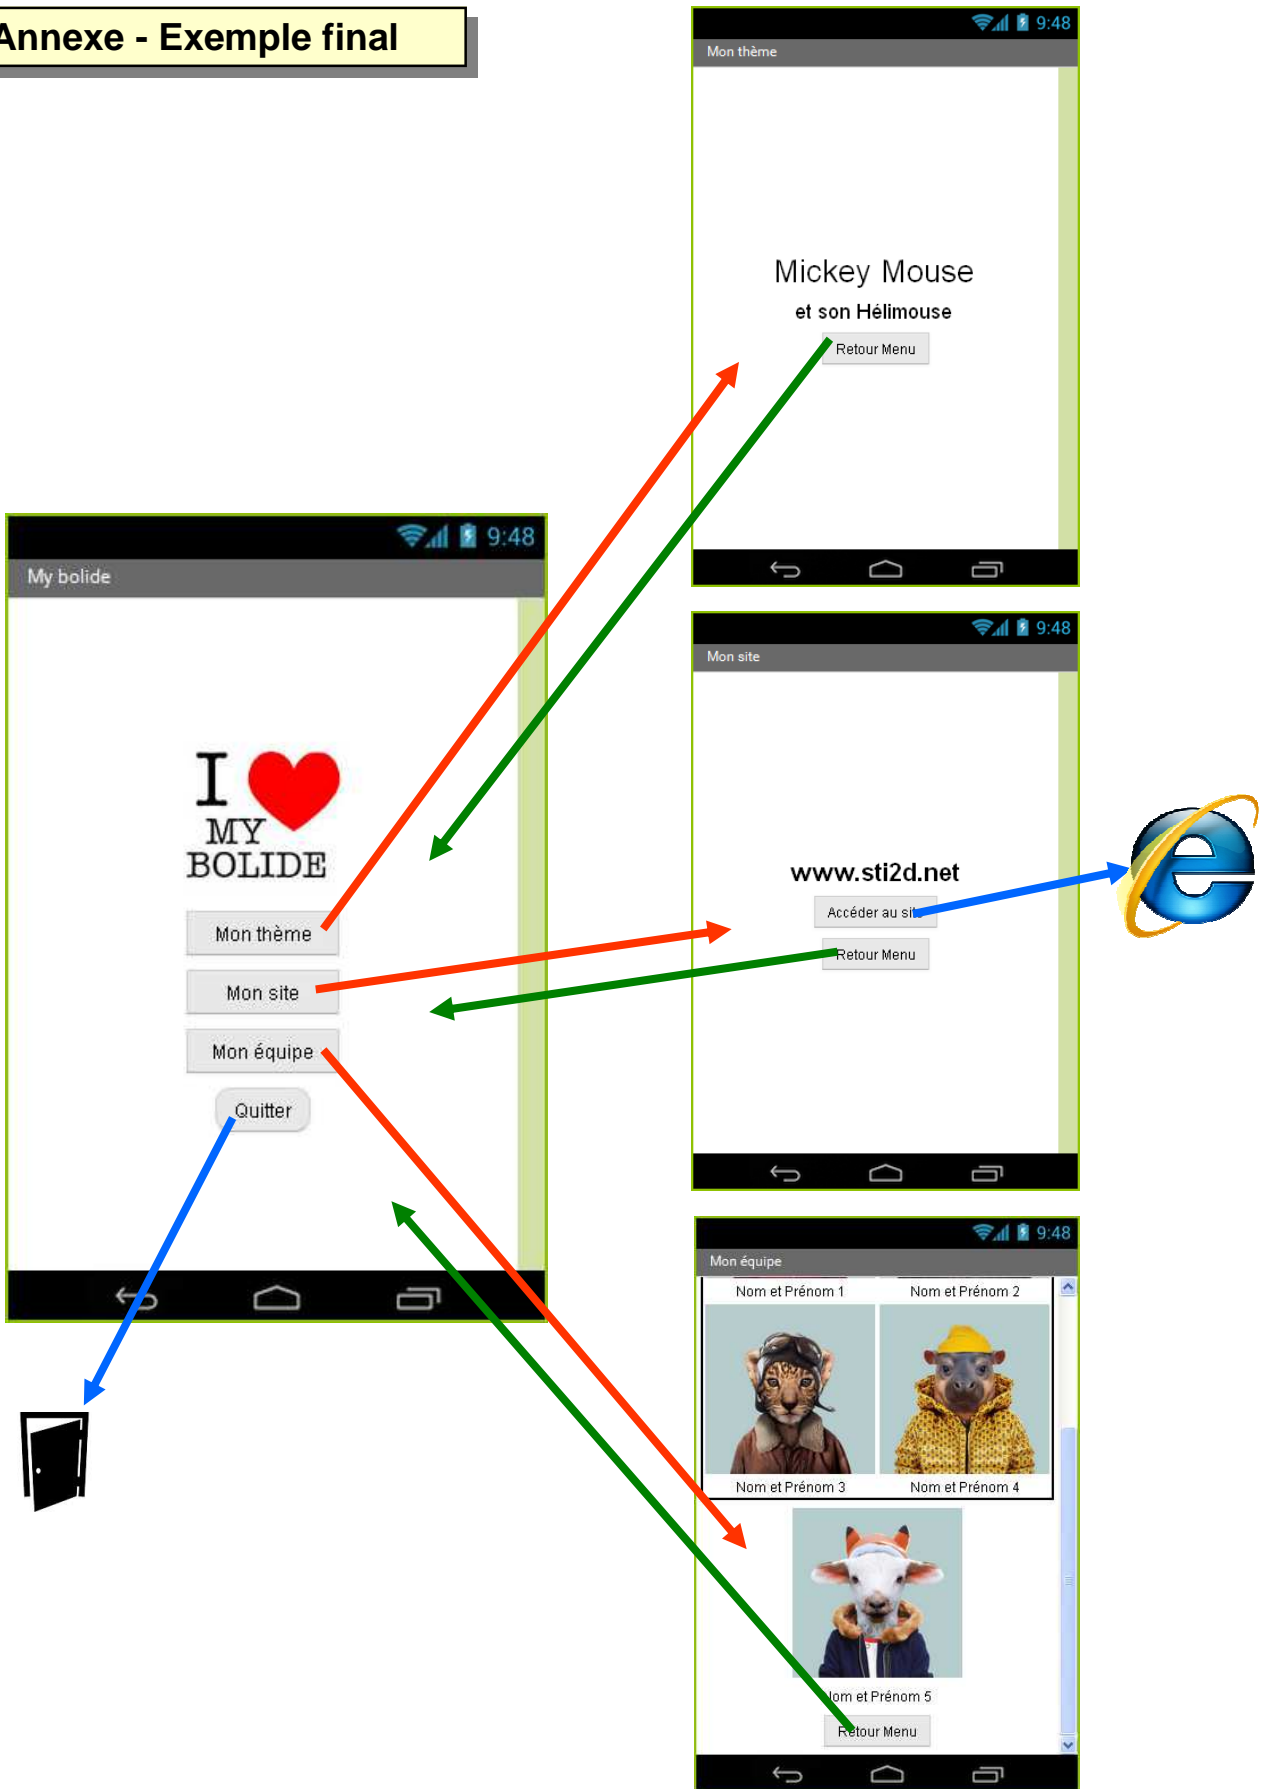 Annexe - Exemple final
9:48
Mon thème
Mickey Mouse
et son Hélimouse
Retour Menu
9:48
My bolide
I
MY
BOLIDE
Mon thème
Mon site
Mon équipe
Quitter
9:48
Mon site
www.sti2d.net
Accéder au site
Retour Menu
9:48
Mon équipe
Nom et Prénom 1
Nom et Prénom 2
Nom et Prénom 3
Nom et Prénom 4
Nom et Prénom 5
Retour Menu